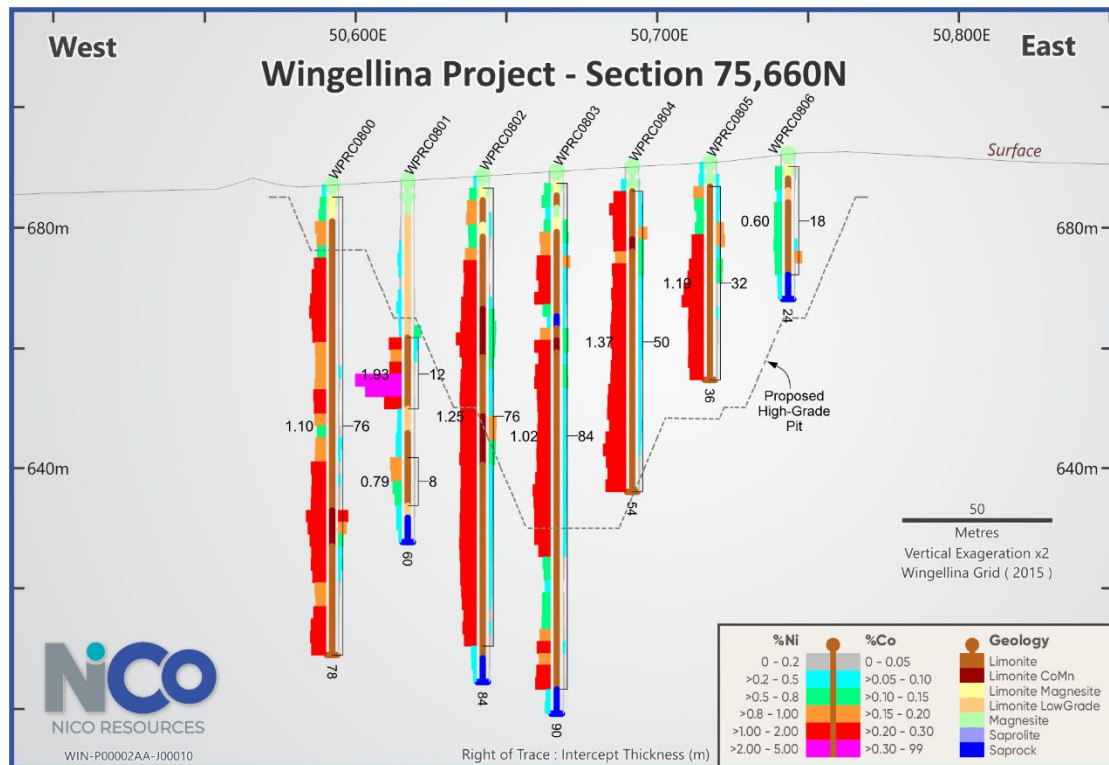 West
50,600E
50,700E
50,800E
East
Wingellina Project - Section 75,660N
WPRC0800
WPRC0801
WPRC0802
WPRC0803
WPRC0804
WPRC0805
WPRC0806
Surface
680m
680m
0.60
18
1.19
32
24
1.37
50
1.93
12
36
Proposed
High-Grade
Pit
1.10
76
1.25
76
1.02
84
640m
640m
0.79
8
54
60
50
Metres
Vertical Exageration x2
Wingellina Grid ( 2015 )
78
84
90
NiCo
NICO RESOURCES
WIN-P00002AA-J00010
Right of Trace : Intercept Thickness (m)
%Ni %Co Geology
0 - 0.2 0 - 0.05 Limonite
>0.2 - 0.5 >0.05 - 0.10 Limonite CoMn
>0.5 - 0.8 >0.10 - 0.15 Limonite Magnesite
>0.8 - 1.00 >0.15 - 0.20 Limonite LowGrade
>1.00 - 2.00 >0.20 - 0.30 Magnesite
>2.00 - 5.00 >0.30 - 99 Saprolite
Saprock